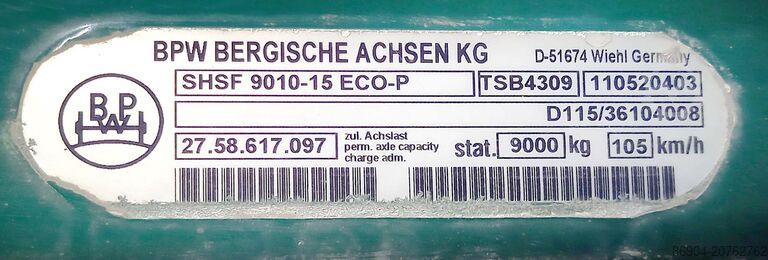 BPW BERGISCHE ACHSEN KG D-51674 Wiehl Germany
BPW
SHSF 9010-15 ECO-P TSB4309 110520403
D115/36104008
27.58.617.097 zul. Achslast
perm. axle capacity
charge adm.
stat. 9000 kg 105 km/h
86904-20762762